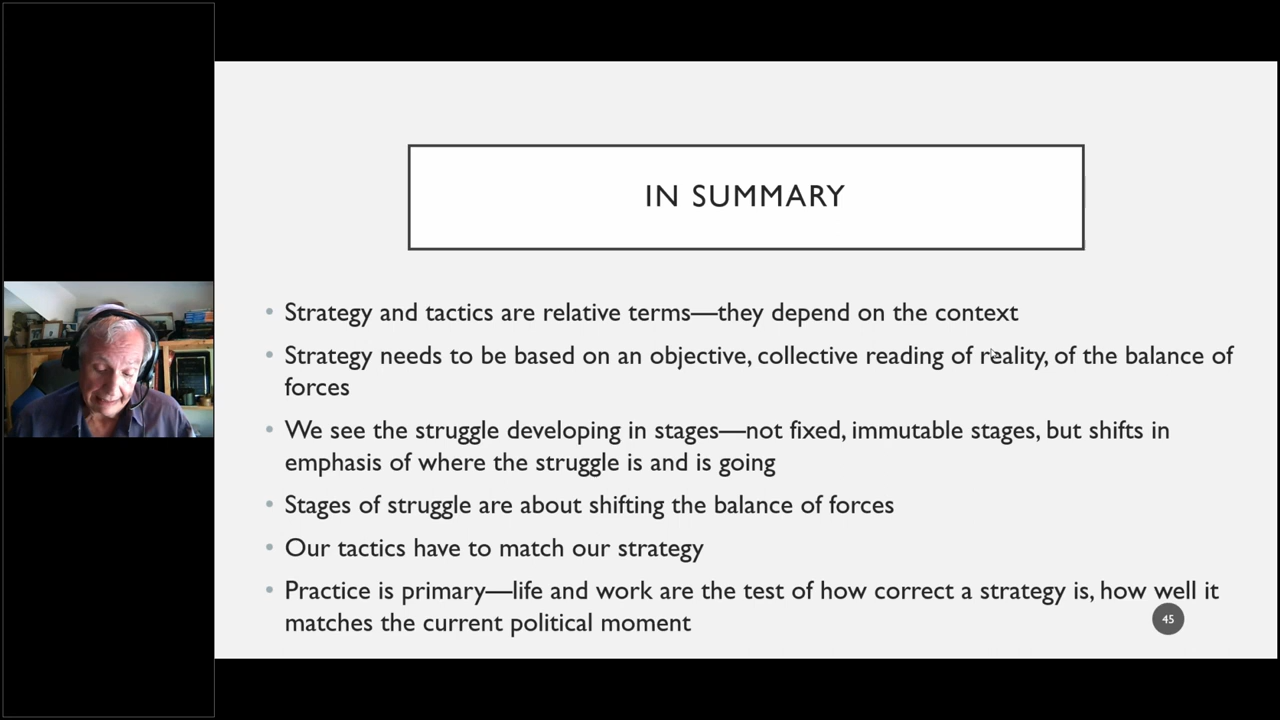 IN SUMMARY
• Strategy and tactics are relative terms—they depend on the context
• Strategy needs to be based on an objective, collective reading of reality, of the balance of
forces
• We see the struggle developing in stages—not fixed, immutable stages, but shifts in
emphasis of where the struggle is and is going
• Stages of struggle are about shifting the balance of forces
• Our tactics have to match our strategy
• Practice is primary—life and work are the test of how correct a strategy is, how well it
matches the current political moment
45